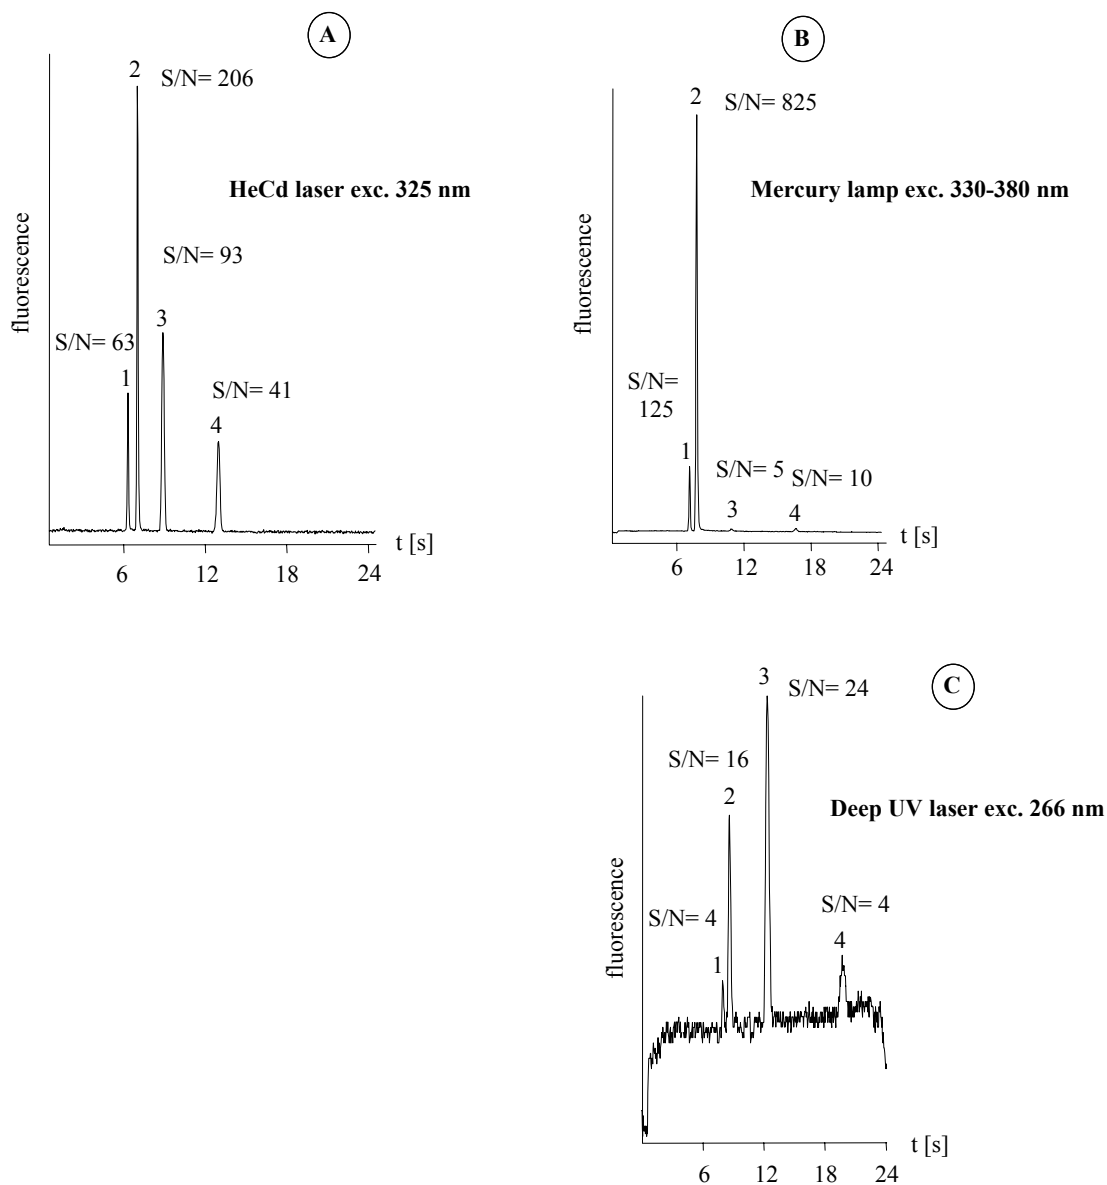 A
2
S/N= 206
HeCd laser exc. 325 nm
S/N= 93
3
S/N= 63
1
S/N= 41
4
fluorescence
t [s]
6 12 18 24
B
2
S/N= 825
Mercury lamp exc. 330-380 nm
S/N=
125
1
S/N= 5
3
S/N= 10
4
fluorescence
t [s]
6 12 18 24
C
3
S/N= 24
S/N= 16
2
Deep UV laser exc. 266 nm
S/N= 4
1
S/N= 4
4
fluorescence
t [s]
6 12 18 24